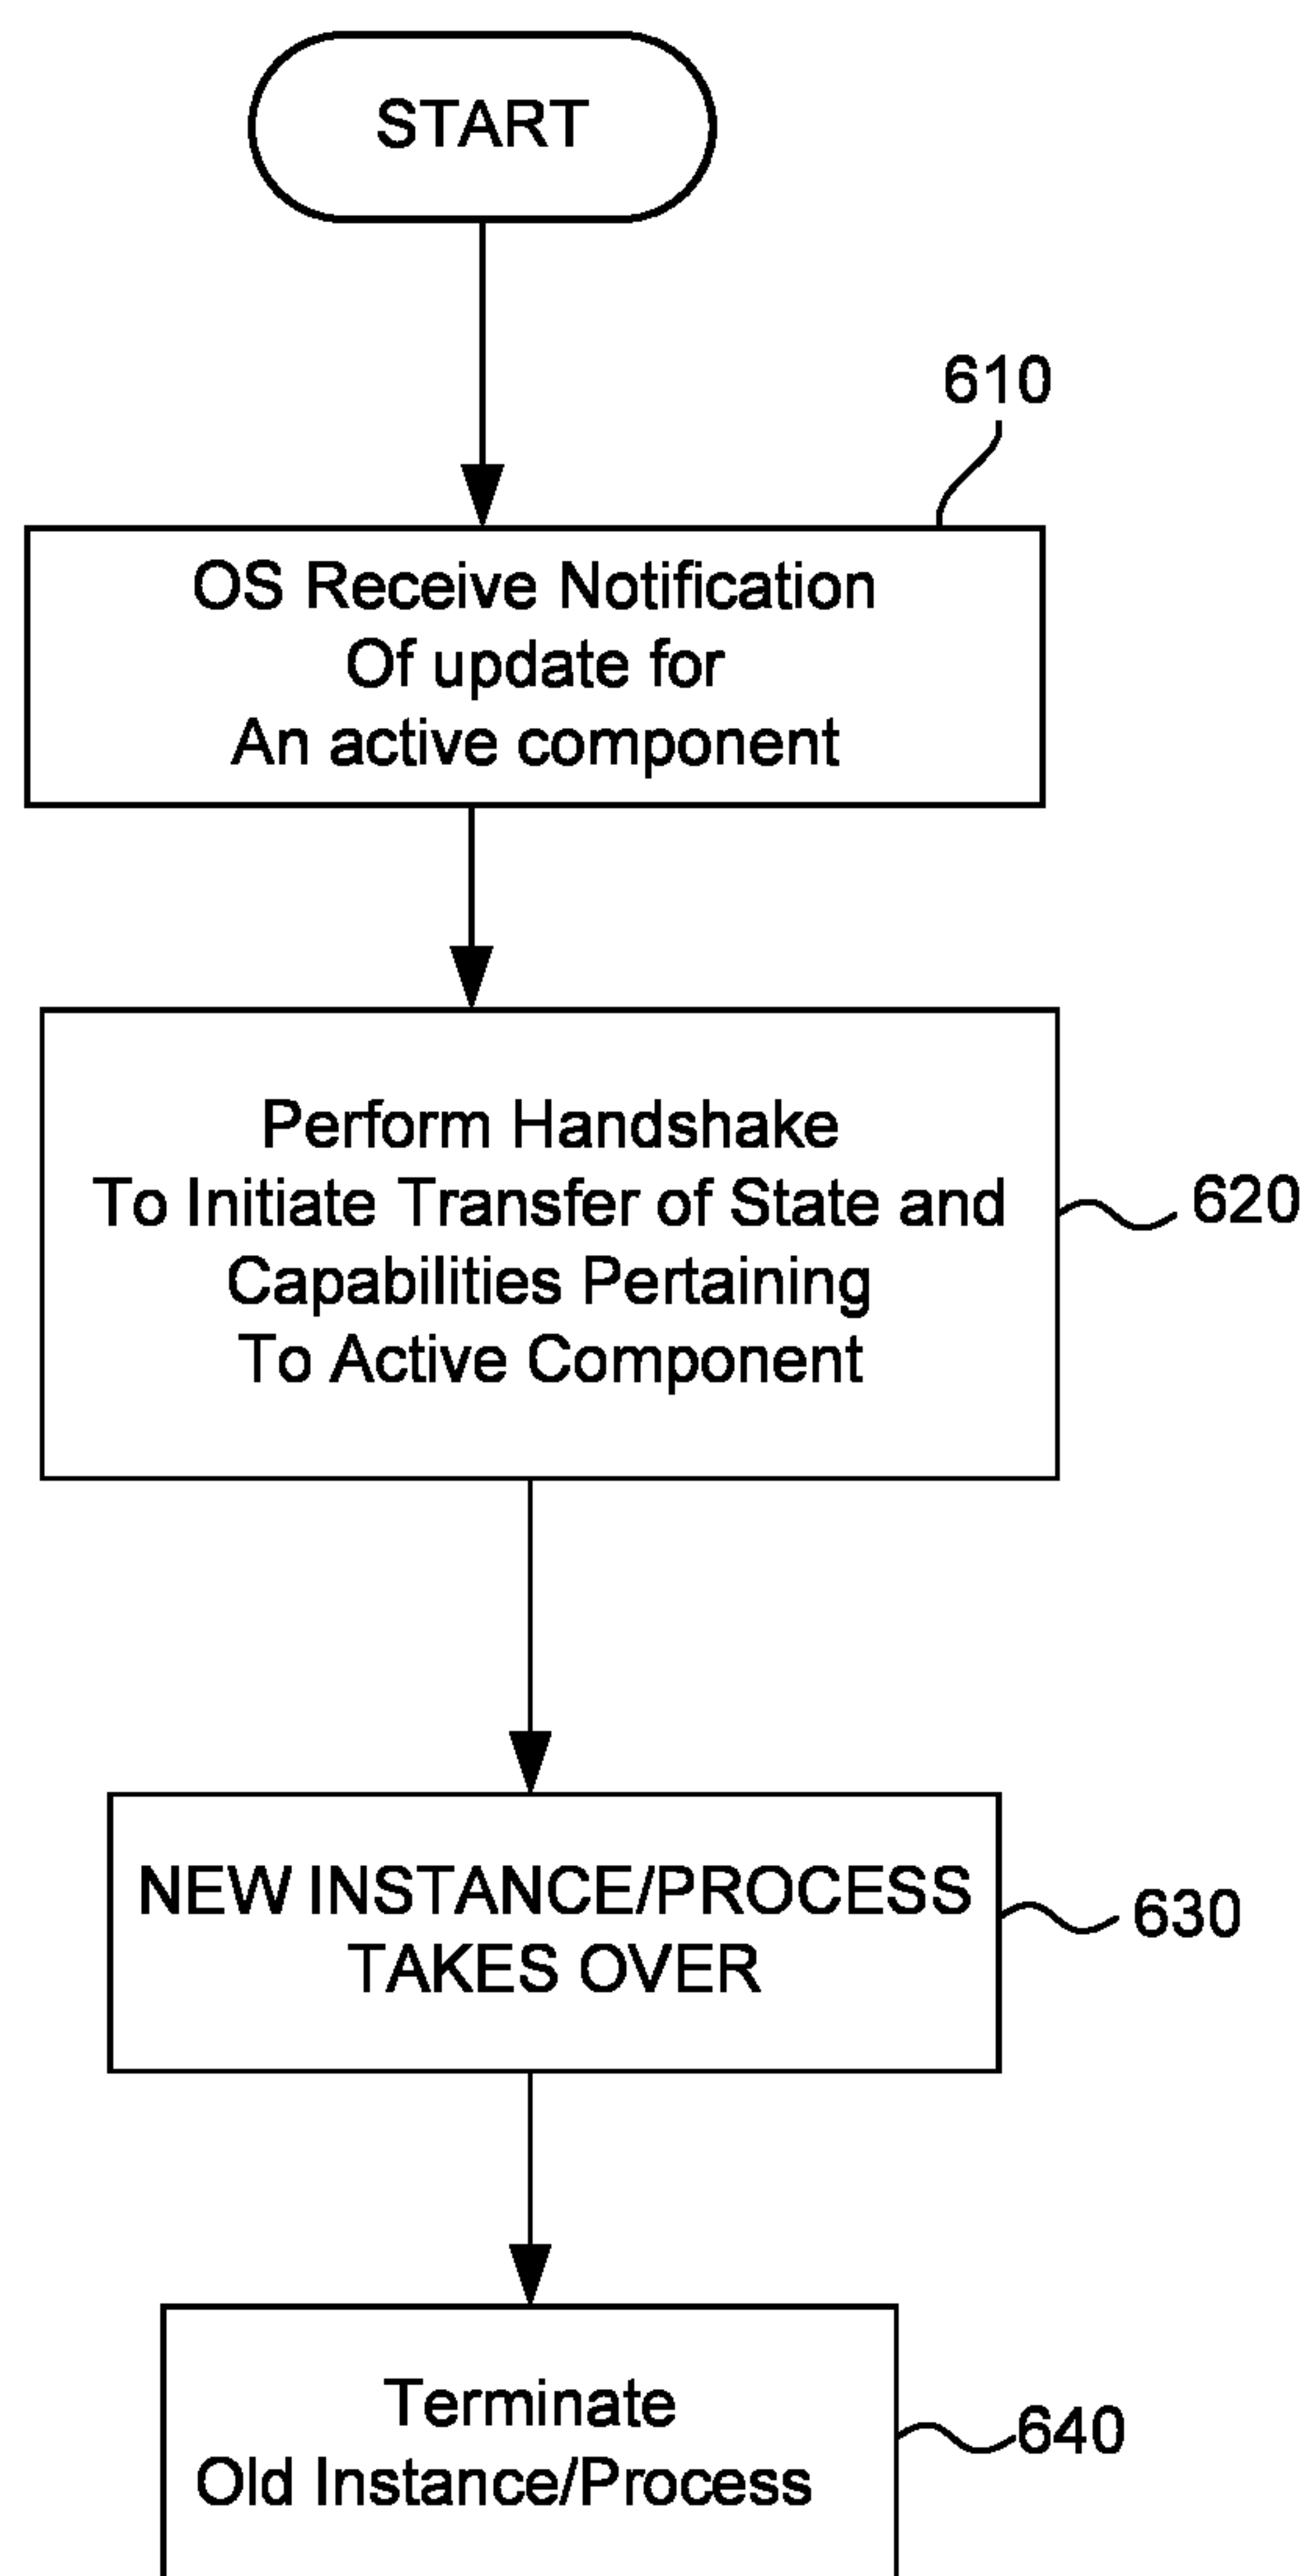 START
610
OS Receive Notification
Of update for
An active component
Perform Handshake
To Initiate Transfer of State and
Capabilities Pertaining
To Active Component
620
NEW INSTANCE/PROCESS
TAKES OVER
630
Terminate
Old Instance/Process
640